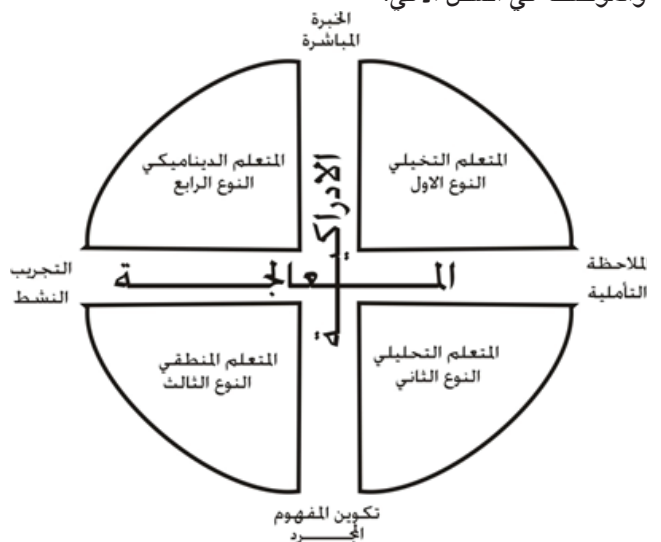 الخبرة
المباشرة
المتعلم التخيلي
النوع الاول
المتعلم الديناميكي
النوع الرابع
الادراكية
الملاحظة
التأملية
المعالجة
التجريب
النشط
المتعلم التحليلي
النوع الثاني
المتعلم المنطقي
النوع الثالث
تكوين المفهوم
المجرد